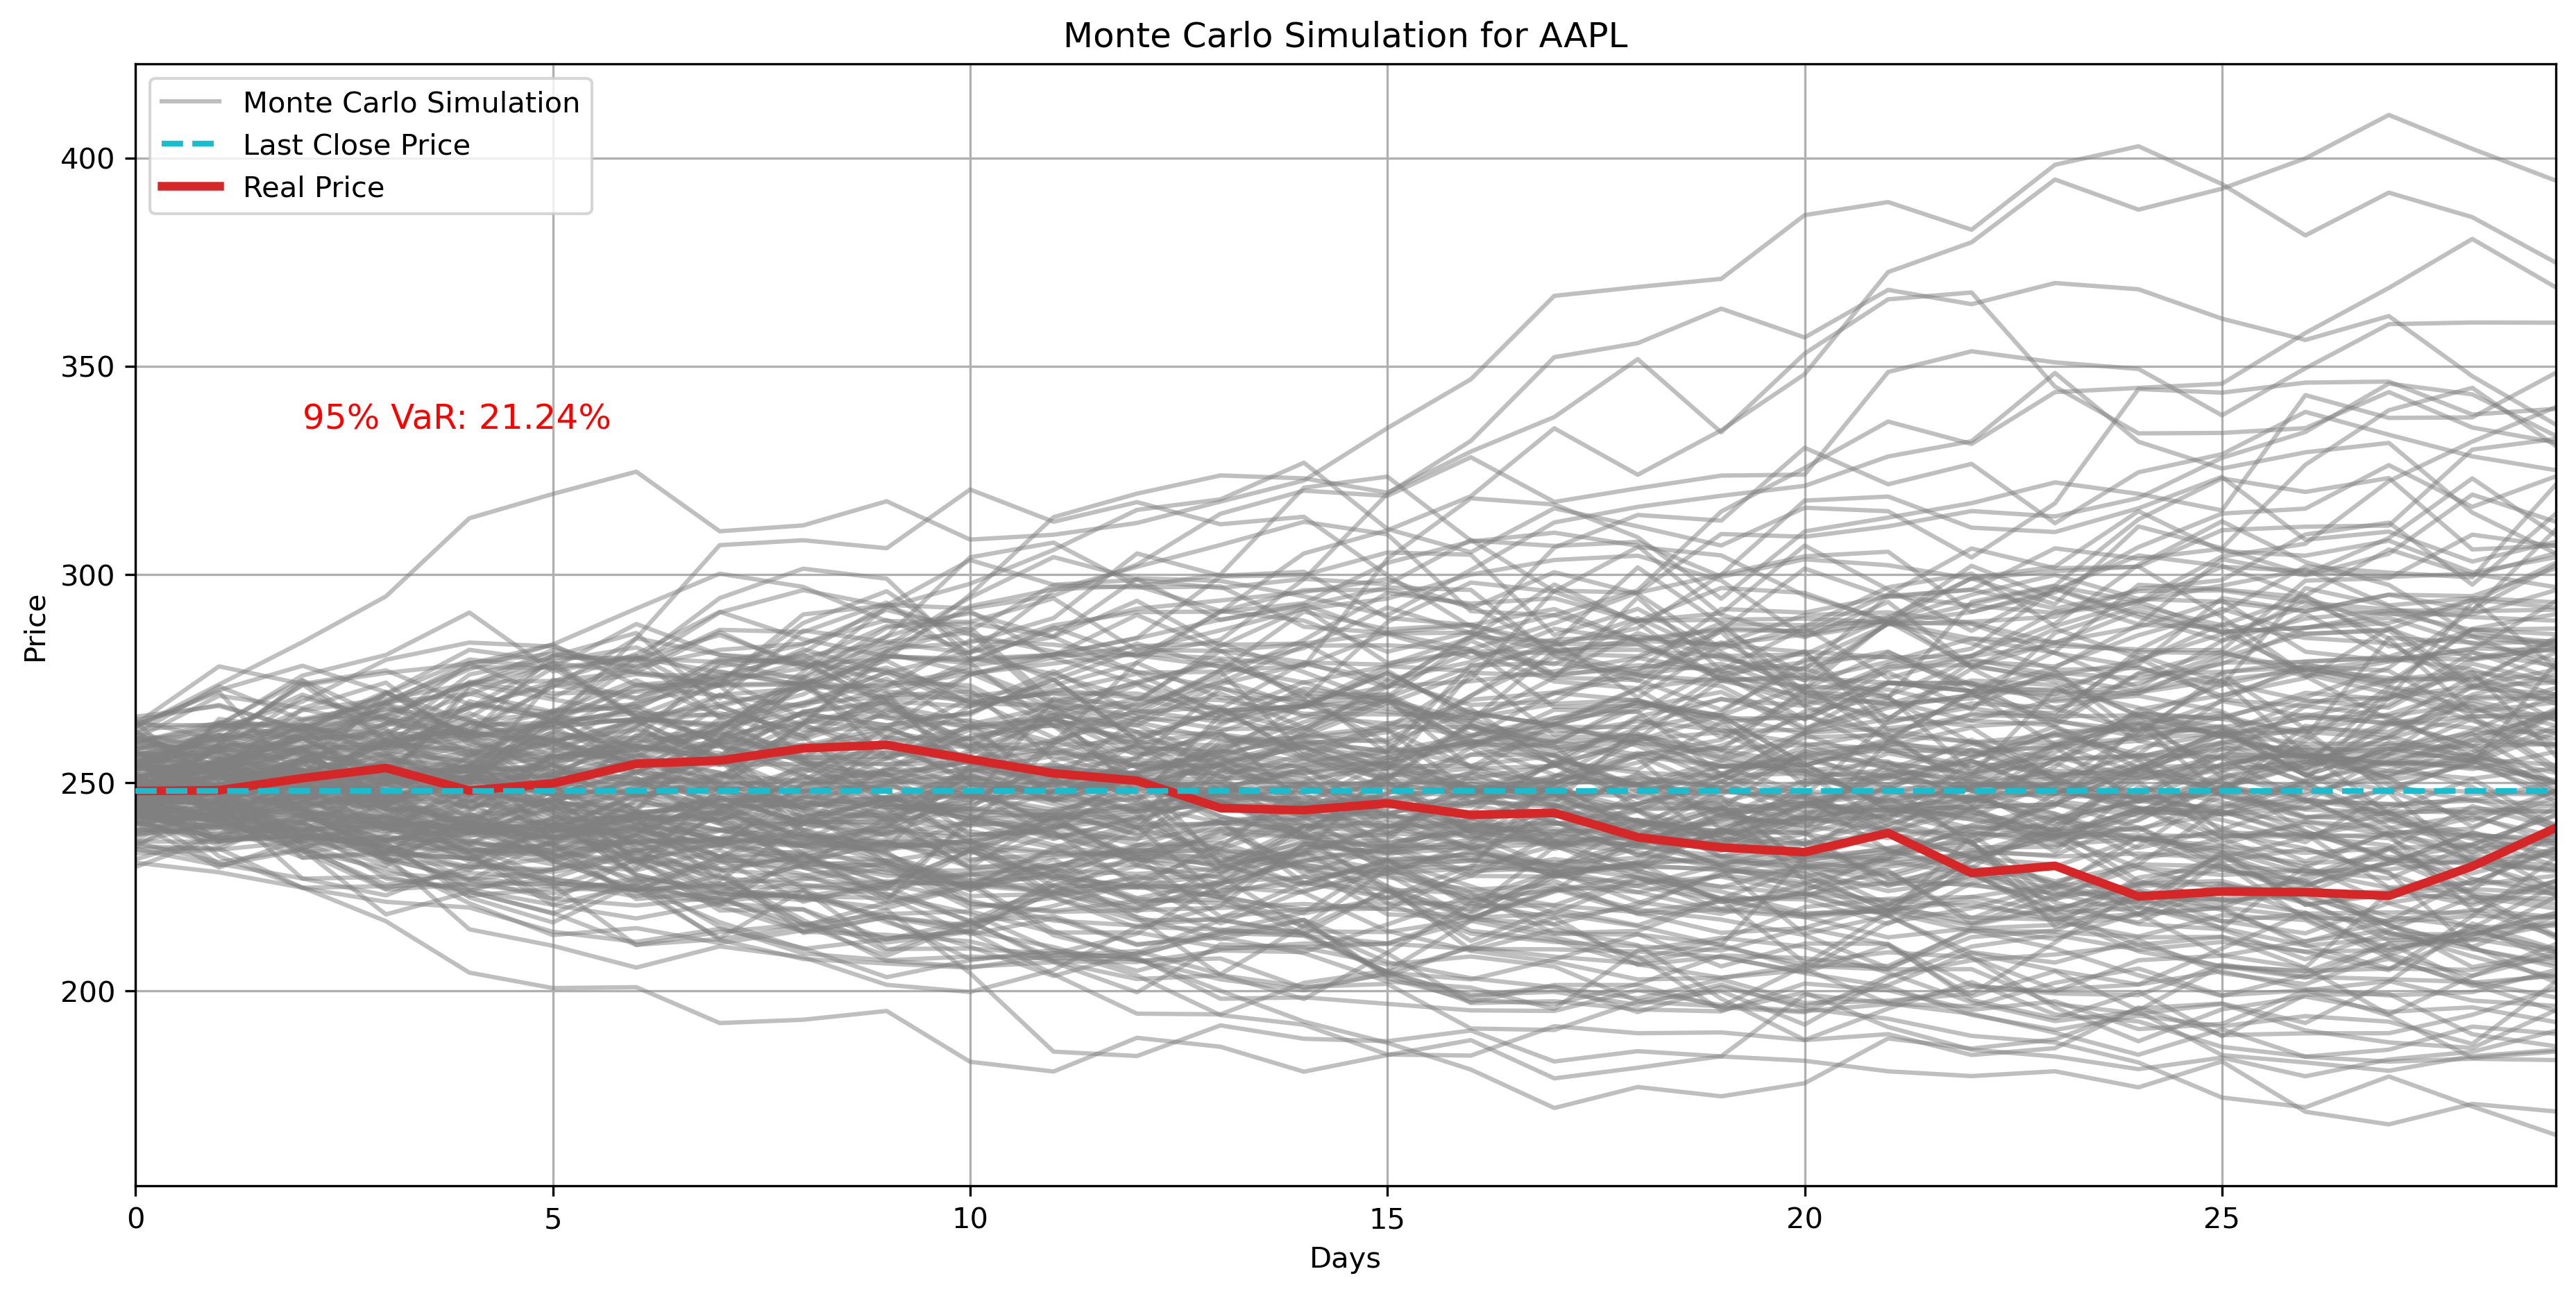 Monte Carlo Simulation for AAPL
Monte Carlo Simulation
Last Close Price
Real Price
95% VaR: 21.24%
Price
400
350
300
250
200
0 5 10 15 20 25
Days